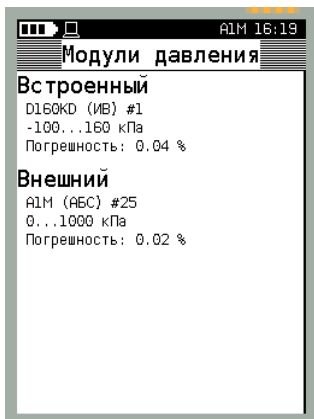 A1M 16:19
Модули давления
Встроенный
D160KD (ИВ) #1
-100...160 кПа
Погрешность: 0.04 %
Внешний
A1M (АБС) #25
0...1000 кПа
Погрешность: 0.02 %